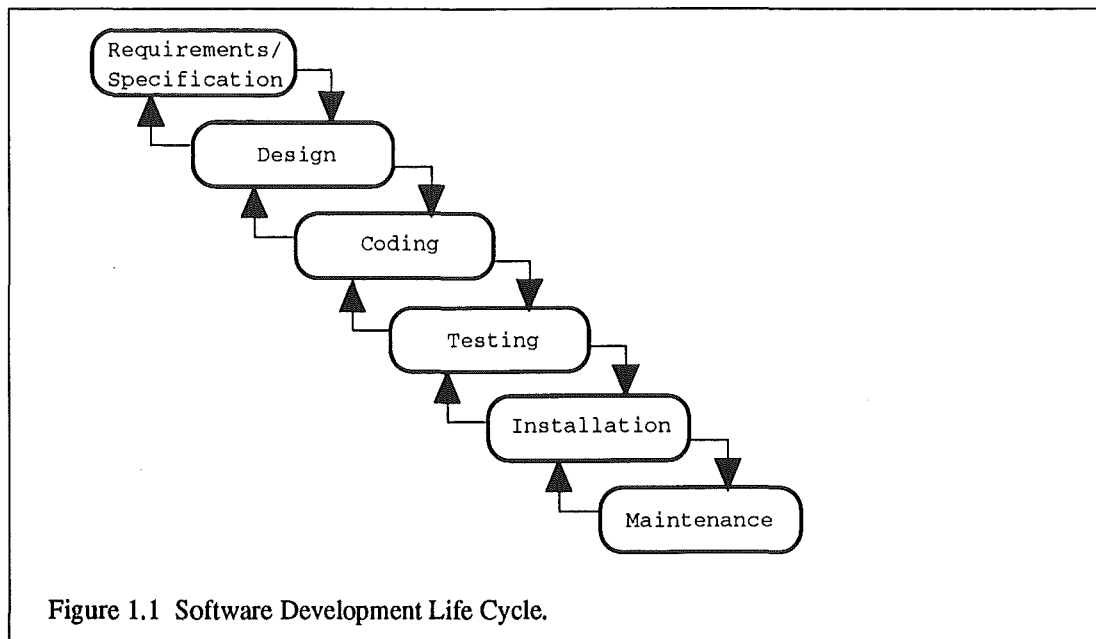 Requirements/
Specification
Design
Coding
Testing
Installation
Maintenance
Figure 1.1 Software Development Life Cycle.